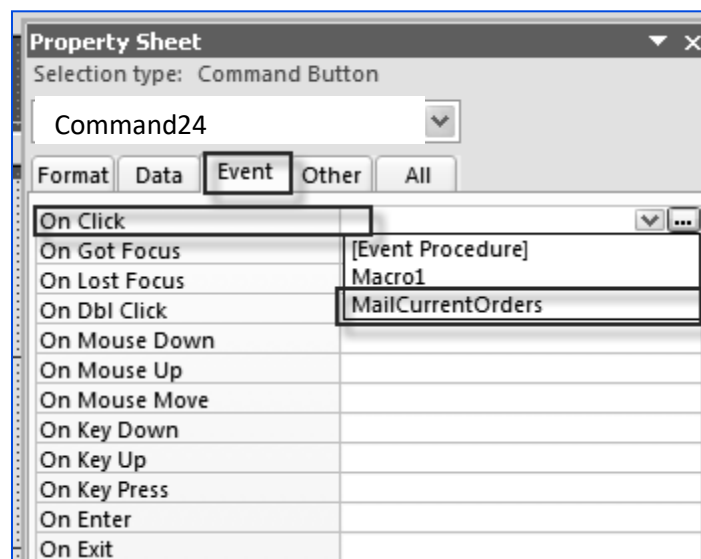 Property Sheet
Selection type: Command Button
Command24
Format Data Event Other All
On Click ...
On Got Focus [Event Procedure]
On Lost Focus Macro1
On Dbl Click MailCurrentOrders
On Mouse Down
On Mouse Up
On Mouse Move
On Key Down
On Key Up
On Key Press
On Enter
On Exit